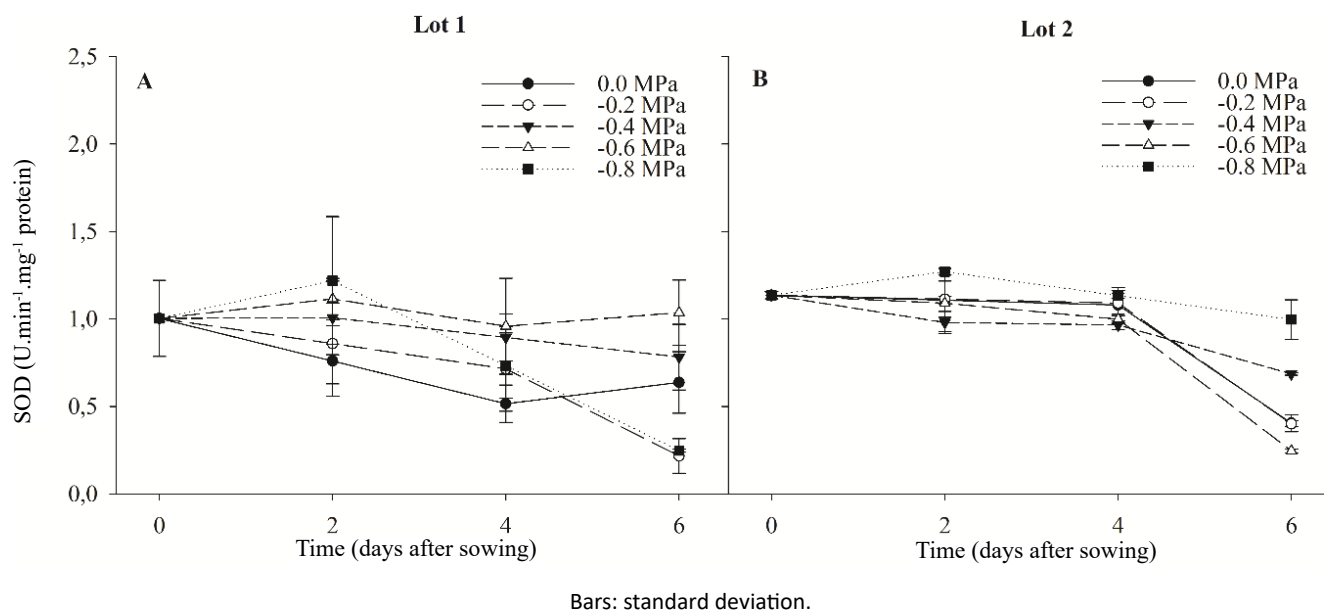 Lot 1
Lot 2
SOD (U.min-1.mg-1 protein)
A
2,5
2,0
1,5
1,0
0,5
0,0
0.0 MPa
-0.2 MPa
-0.4 MPa
-0.6 MPa
-0.8 MPa
0 2 4 6
Time (days after sowing)
B
0.0 MPa
-0.2 MPa
-0.4 MPa
-0.6 MPa
-0.8 MPa
0 2 4 6
Time (days after sowing)
Bars: standard deviation.